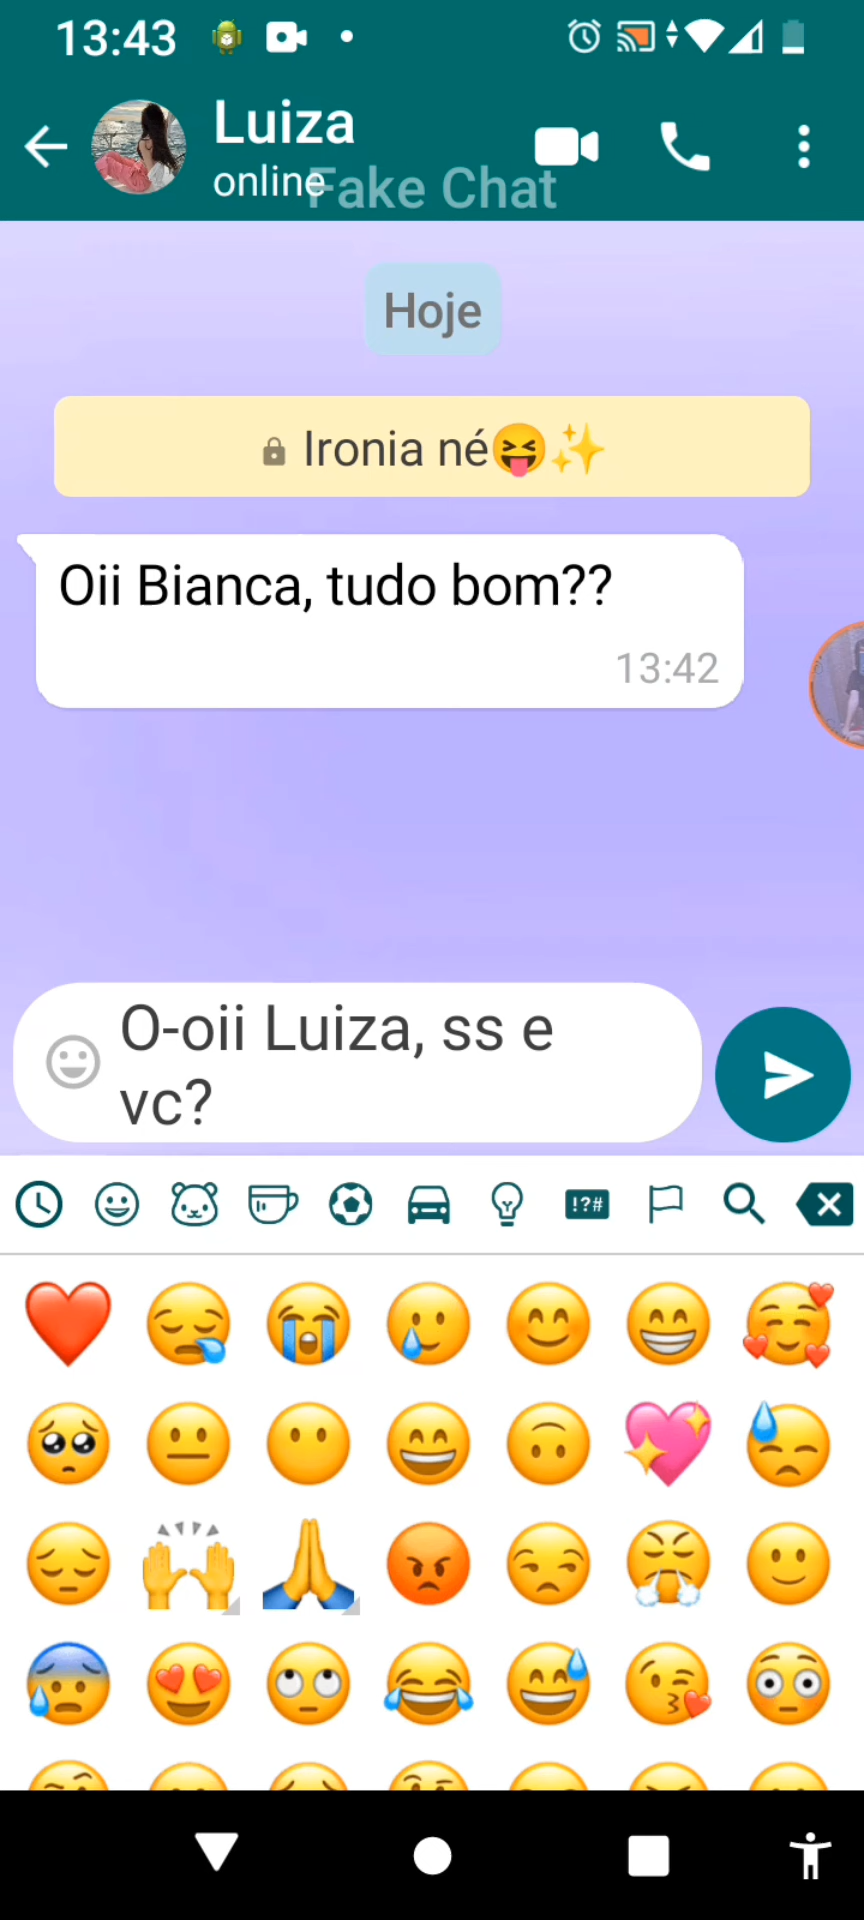 13:43
Luiza
online
Fake Chat
Hoje
Ironia né😝✨
Oii Bianca, tudo bom??
13:42
O-oii Luiza, ss e
vc?
!?#